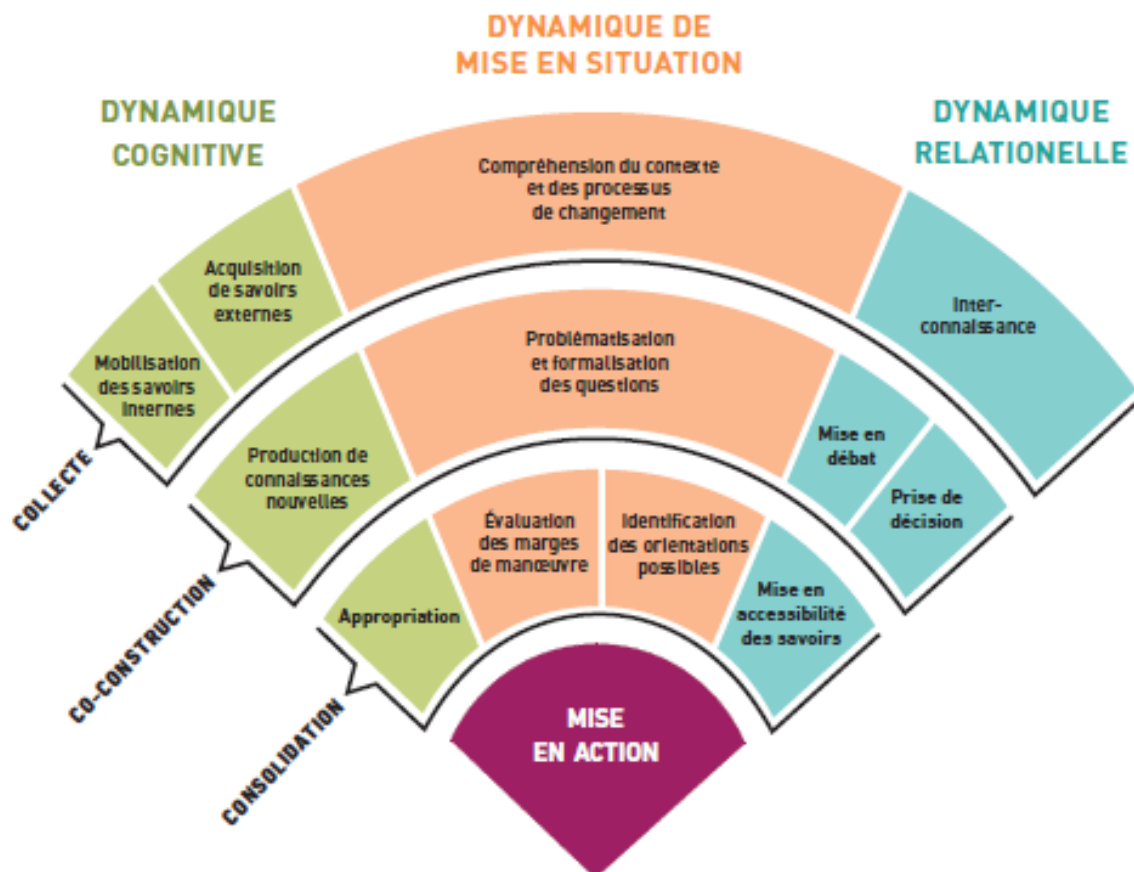 DYNAMIQUE DE
MISE EN SITUATION
DYNAMIQUE
COGNITIVE
DYNAMIQUE
RELATIONELLE
Compréhension du contexte
et des processus
de changement
Acquisition
de savoirs
externes
Mobilisation
des savoirs
internes
Inter-
connaissance
COLLECTE
Problématisation
et formalisation
des questions
Production de
connaissances
nouvelles
Mise en
débat
Prise de
décision
CO-CONSTRUCTION
Évaluation
des marges
de manœuvre
Identification
des orientations
possibles
Appropriation
Mise en
accessibilité
des savoirs
CONSOLIDATION
MISE
EN ACTION